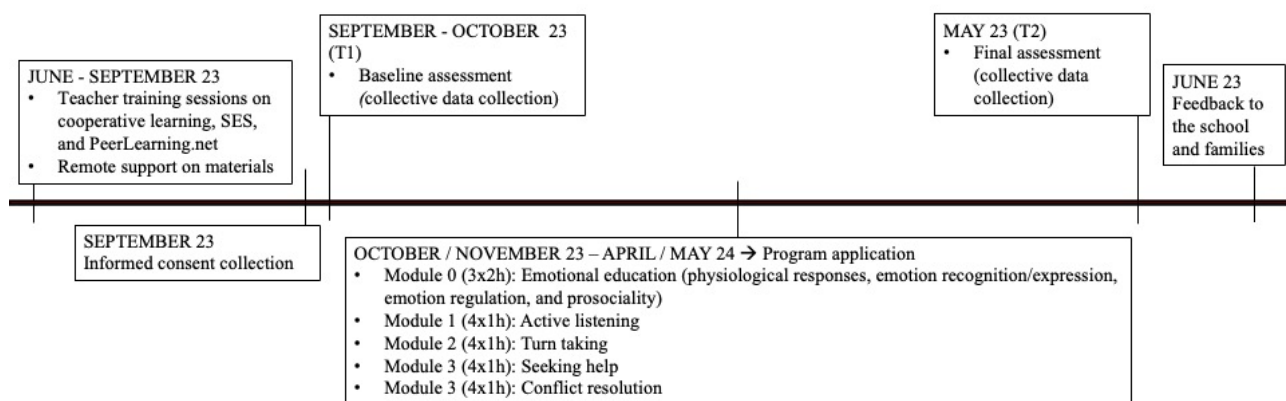 JUNE - SEPTEMBER 23
• Teacher training sessions on
cooperative learning, SES,
and PeerLearning.net
• Remote support on materials
SEPTEMBER 23
Informed consent collection
SEPTEMBER - OCTOBER 23
(T1)
• Baseline assessment
(collective data collection)
OCTOBER / NOVEMBER 23 – APRIL / MAY 24 → Program application
• Module 0 (3x2h): Emotional education (physiological responses, emotion recognition/expression,
emotion regulation, and prosociality)
• Module 1 (4x1h): Active listening
• Module 2 (4x1h): Turn taking
• Module 3 (4x1h): Seeking help
• Module 3 (4x1h): Conflict resolution
MAY 23 (T2)
• Final assessment
(collective data
collection)
JUNE 23
Feedback to
the school
and families